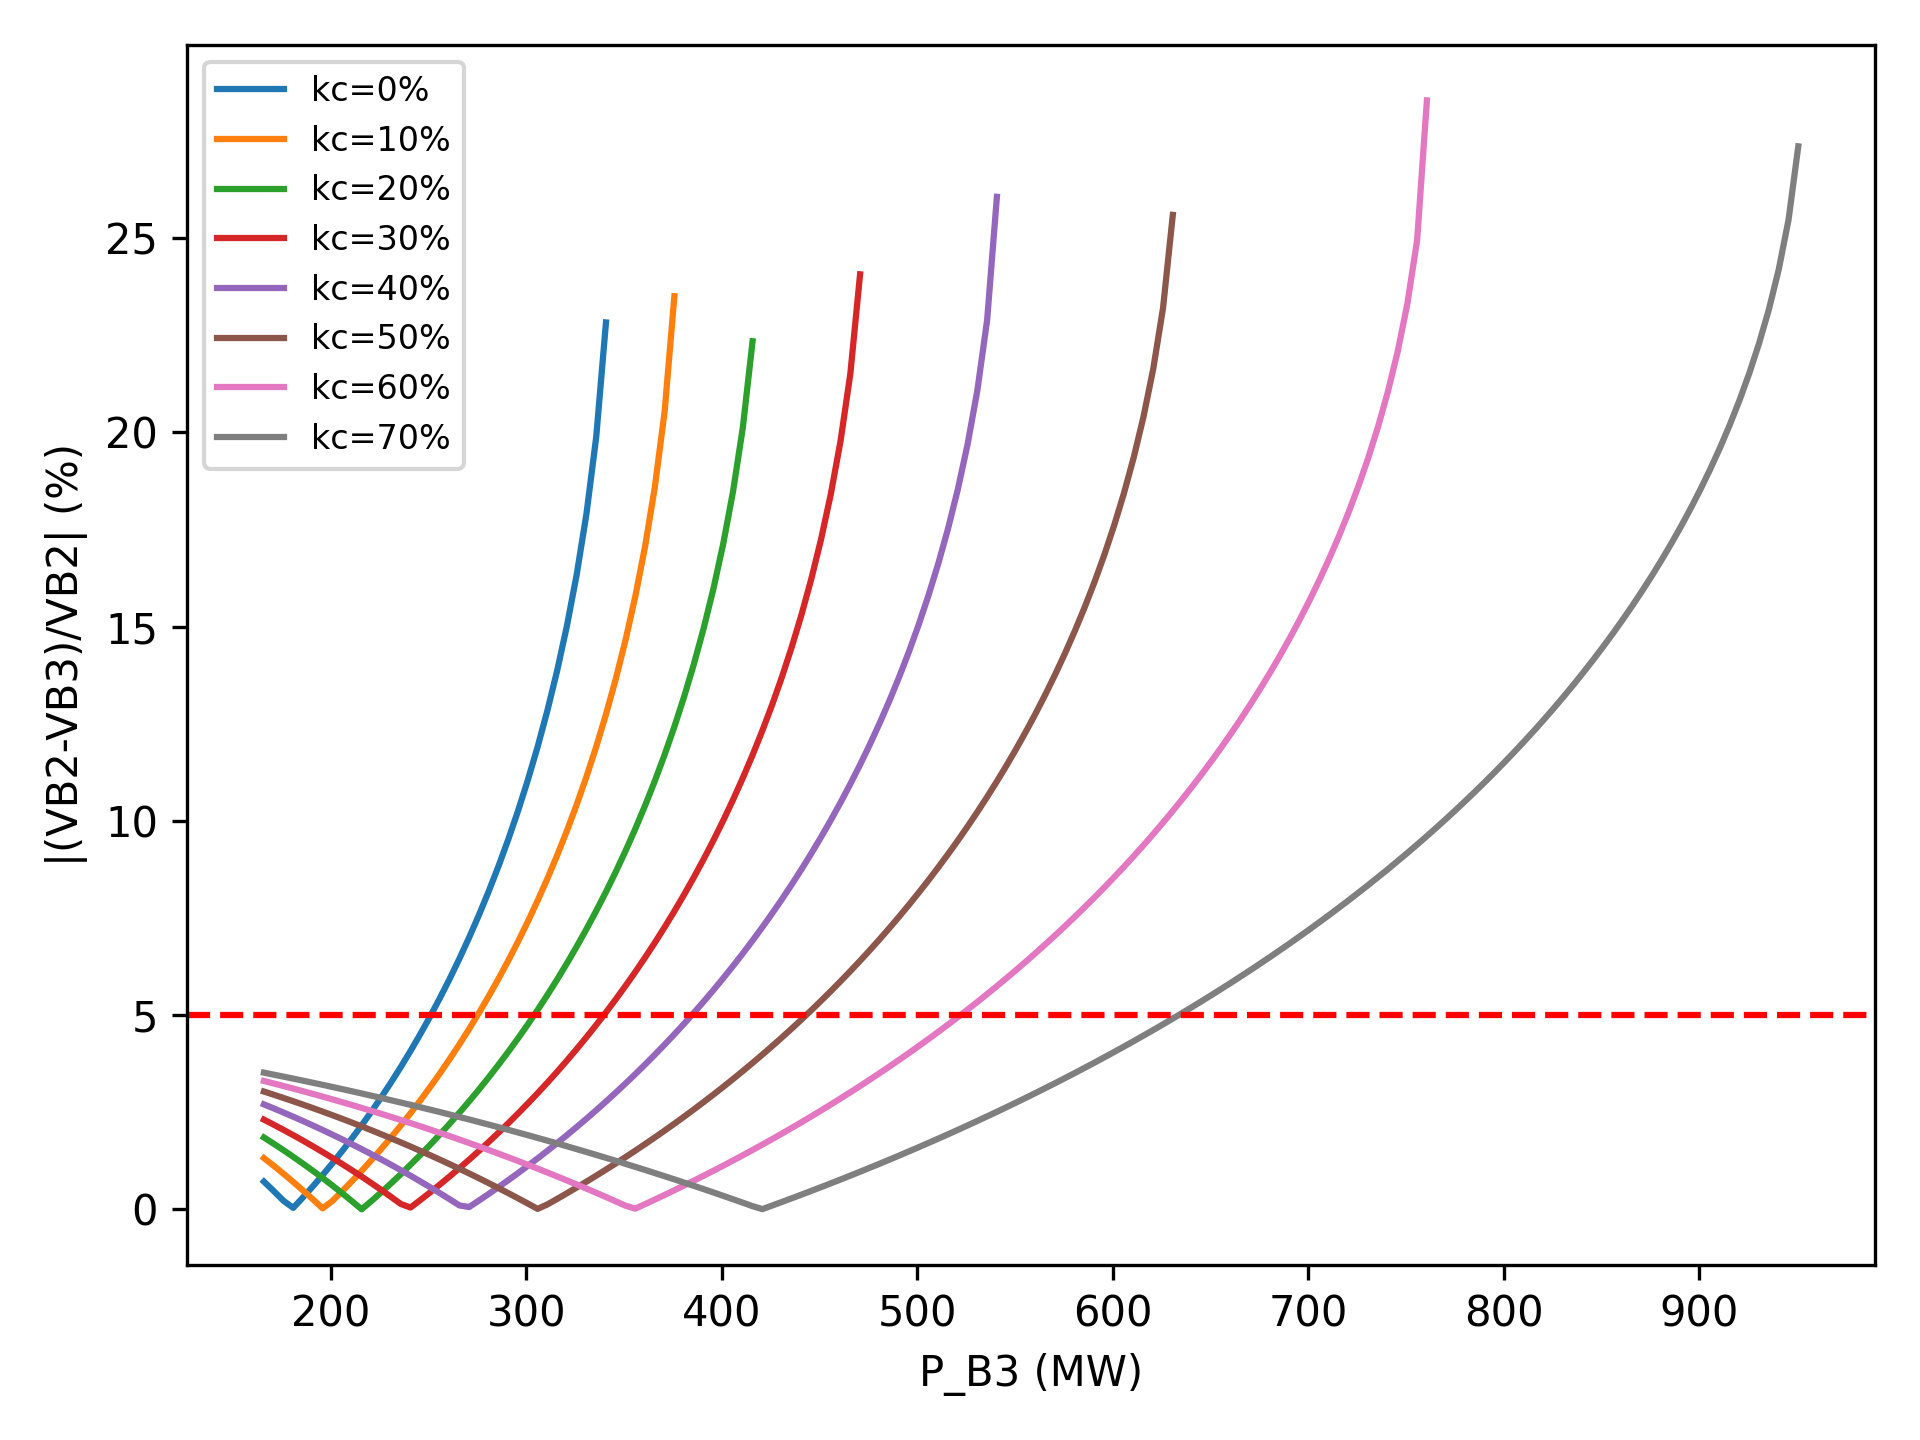 kc=0%
kc=10%
kc=20%
kc=30%
kc=40%
kc=50%
kc=60%
kc=70%
|(VB2-VB3)/VB2| (%)
25
20
15
10
5
0
200 300 400 500 600 700 800 900
P_B3 (MW)